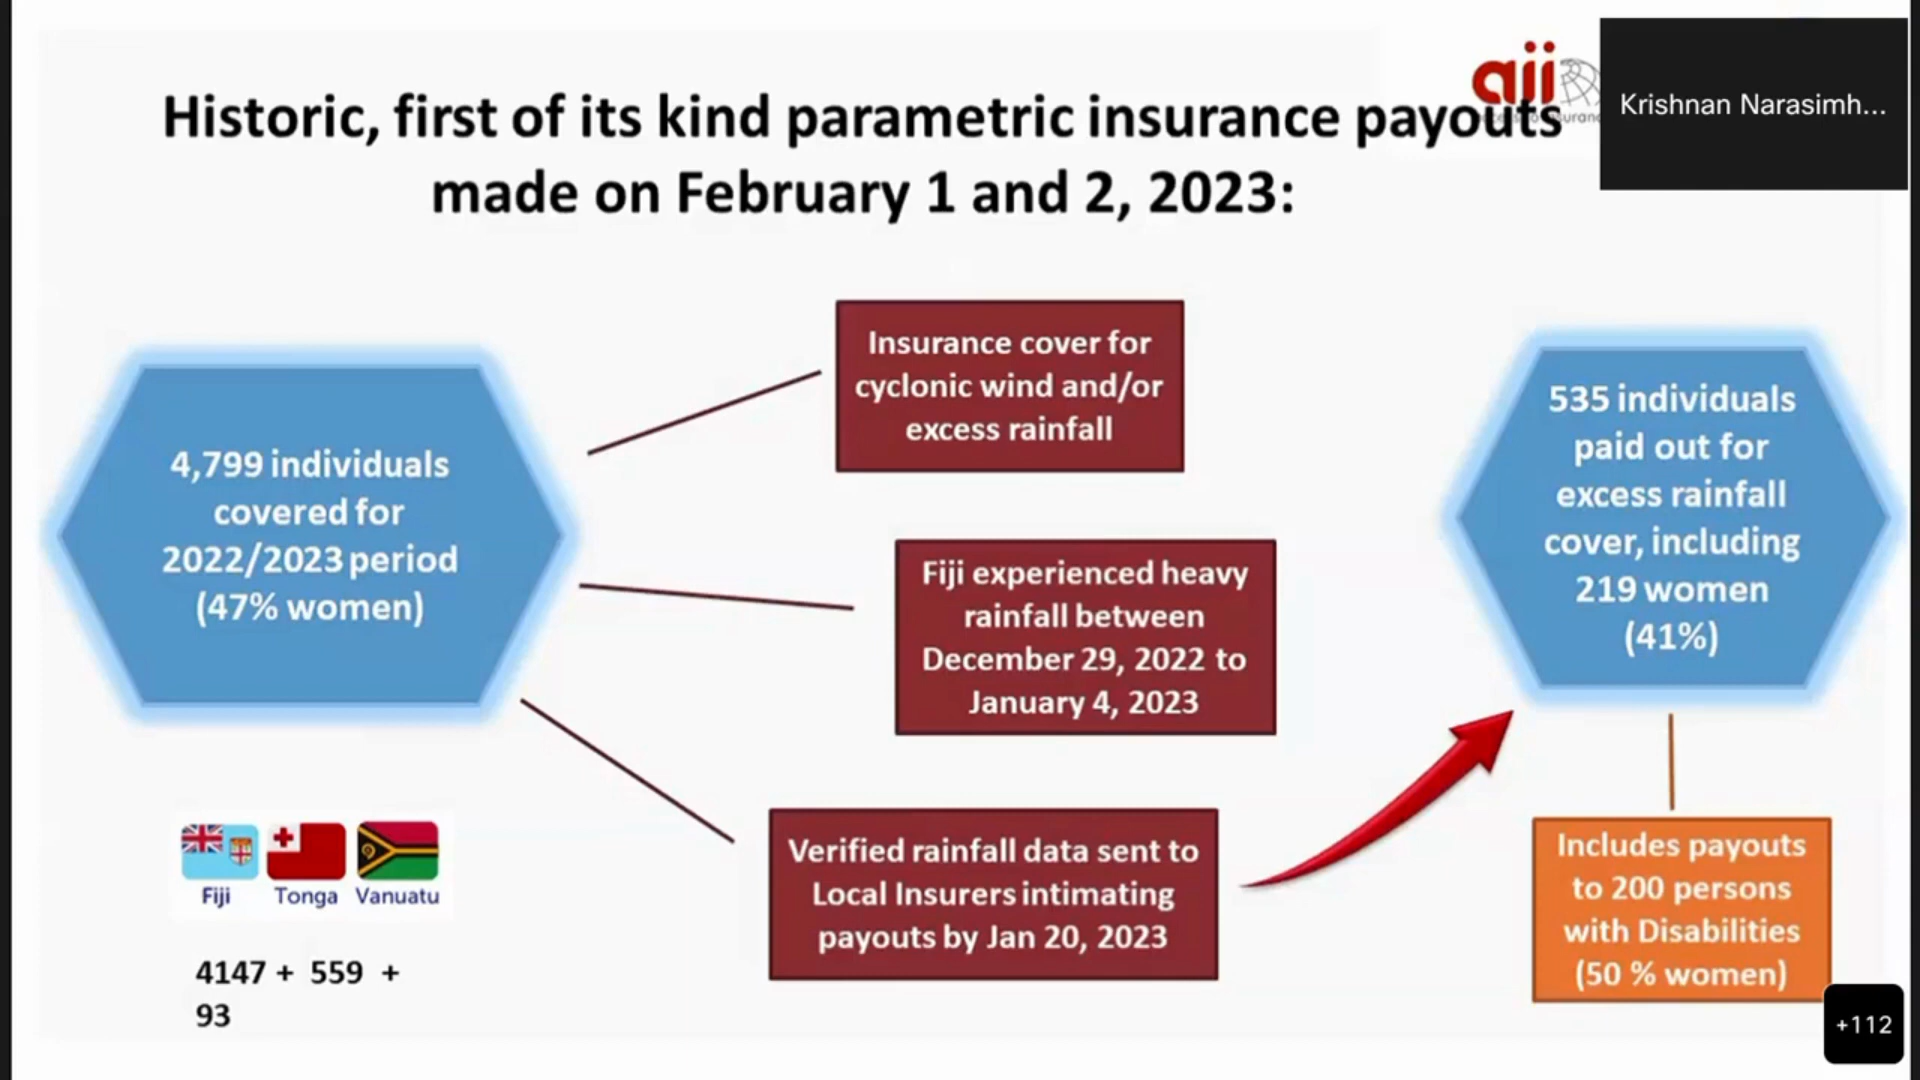 aii
Krishnan Narasimh...
Historic, first of its kind parametric insurance payouts
made on February 1 and 2, 2023:
4,799 individuals
covered for
2022/2023 period
(47% women)
Insurance cover for
cyclonic wind and/or
excess rainfall
Fiji experienced heavy
rainfall between
December 29, 2022 to
January 4, 2023
Verified rainfall data sent to
Local Insurers intimating
payouts by Jan 20, 2023
535 individuals
paid out for
excess rainfall
cover, including
219 women
(41%)
Includes payouts
to 200 persons
with Disabilities
(50 % women)
Fiji Tonga Vanuatu
4147 + 559 +
93
+112